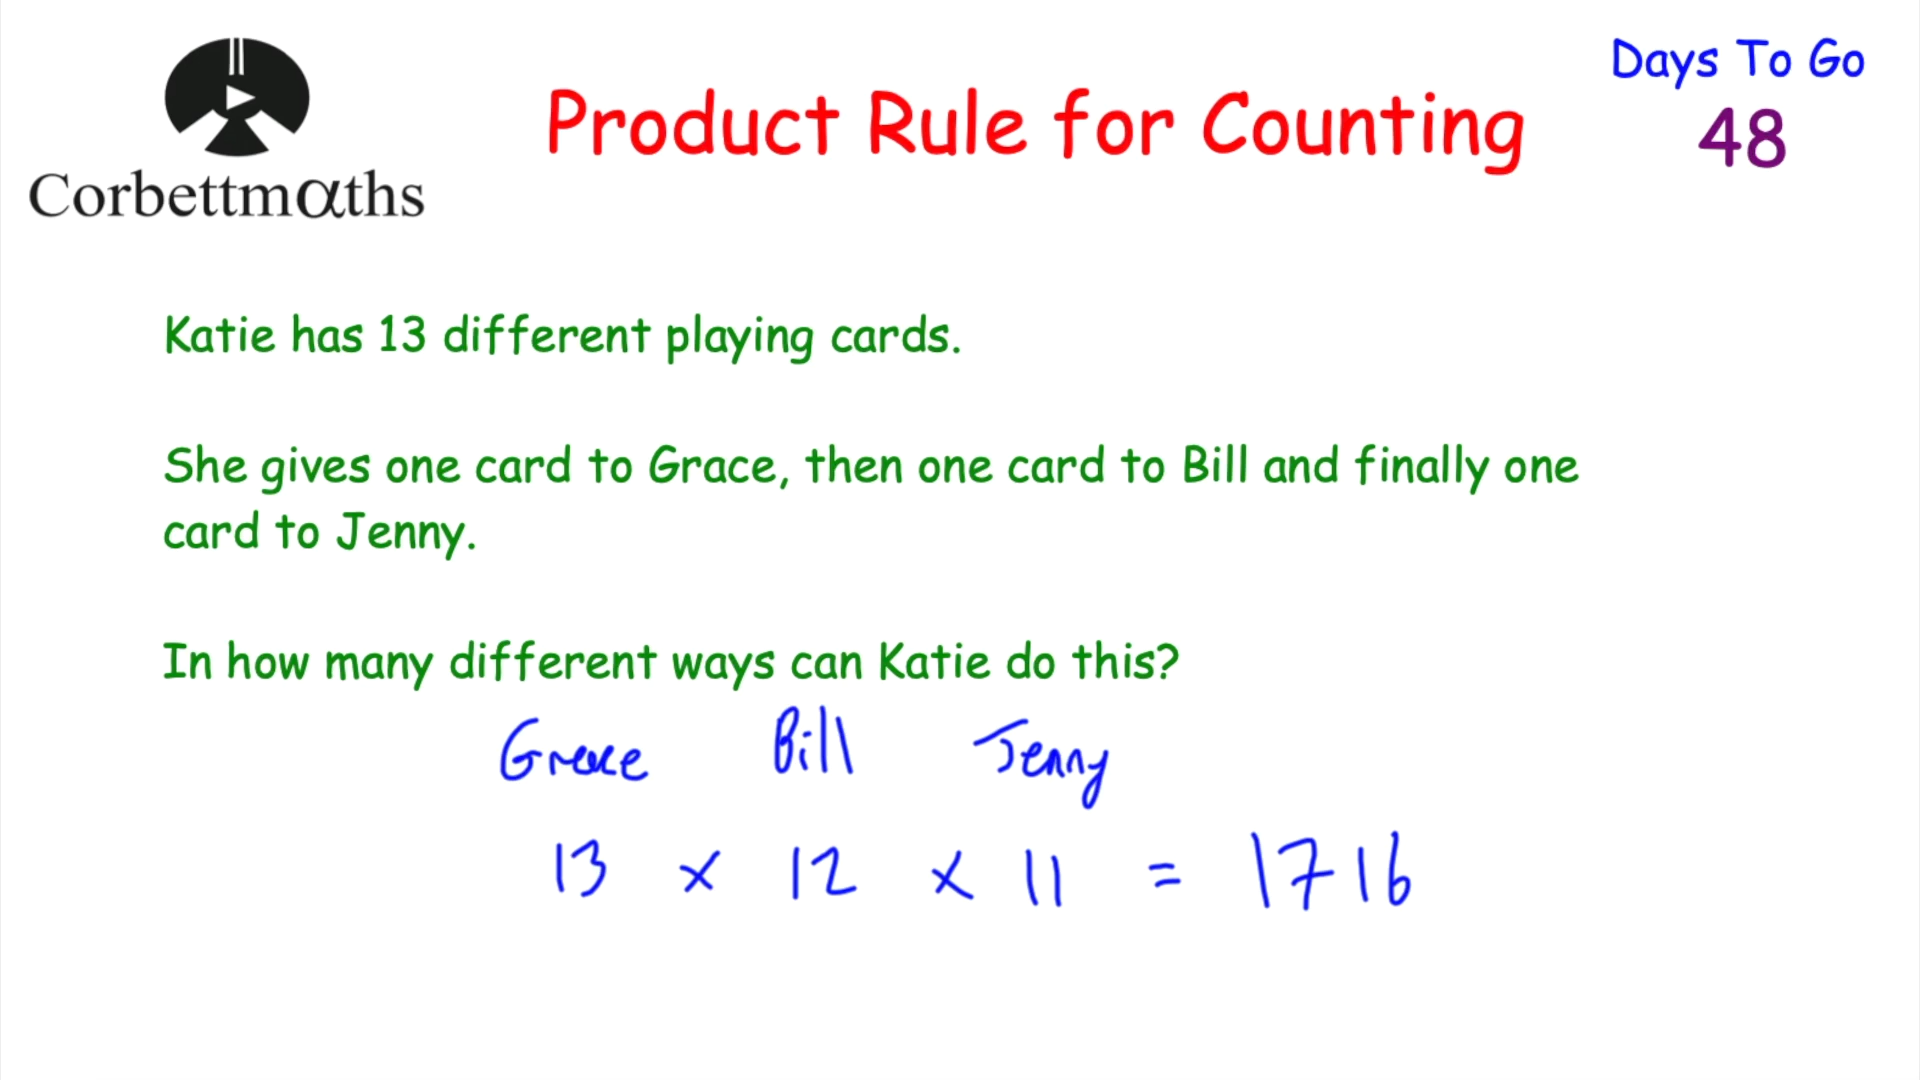 Days To Go
Product Rule for Counting
48
Corbettmαths
Katie has 13 different playing cards.
She gives one card to Grace, then one card to Bill and finally one
card to Jenny.
In how many different ways can Katie do this?
Grace Bill Jenny
13 × 12 × 11 = 1716